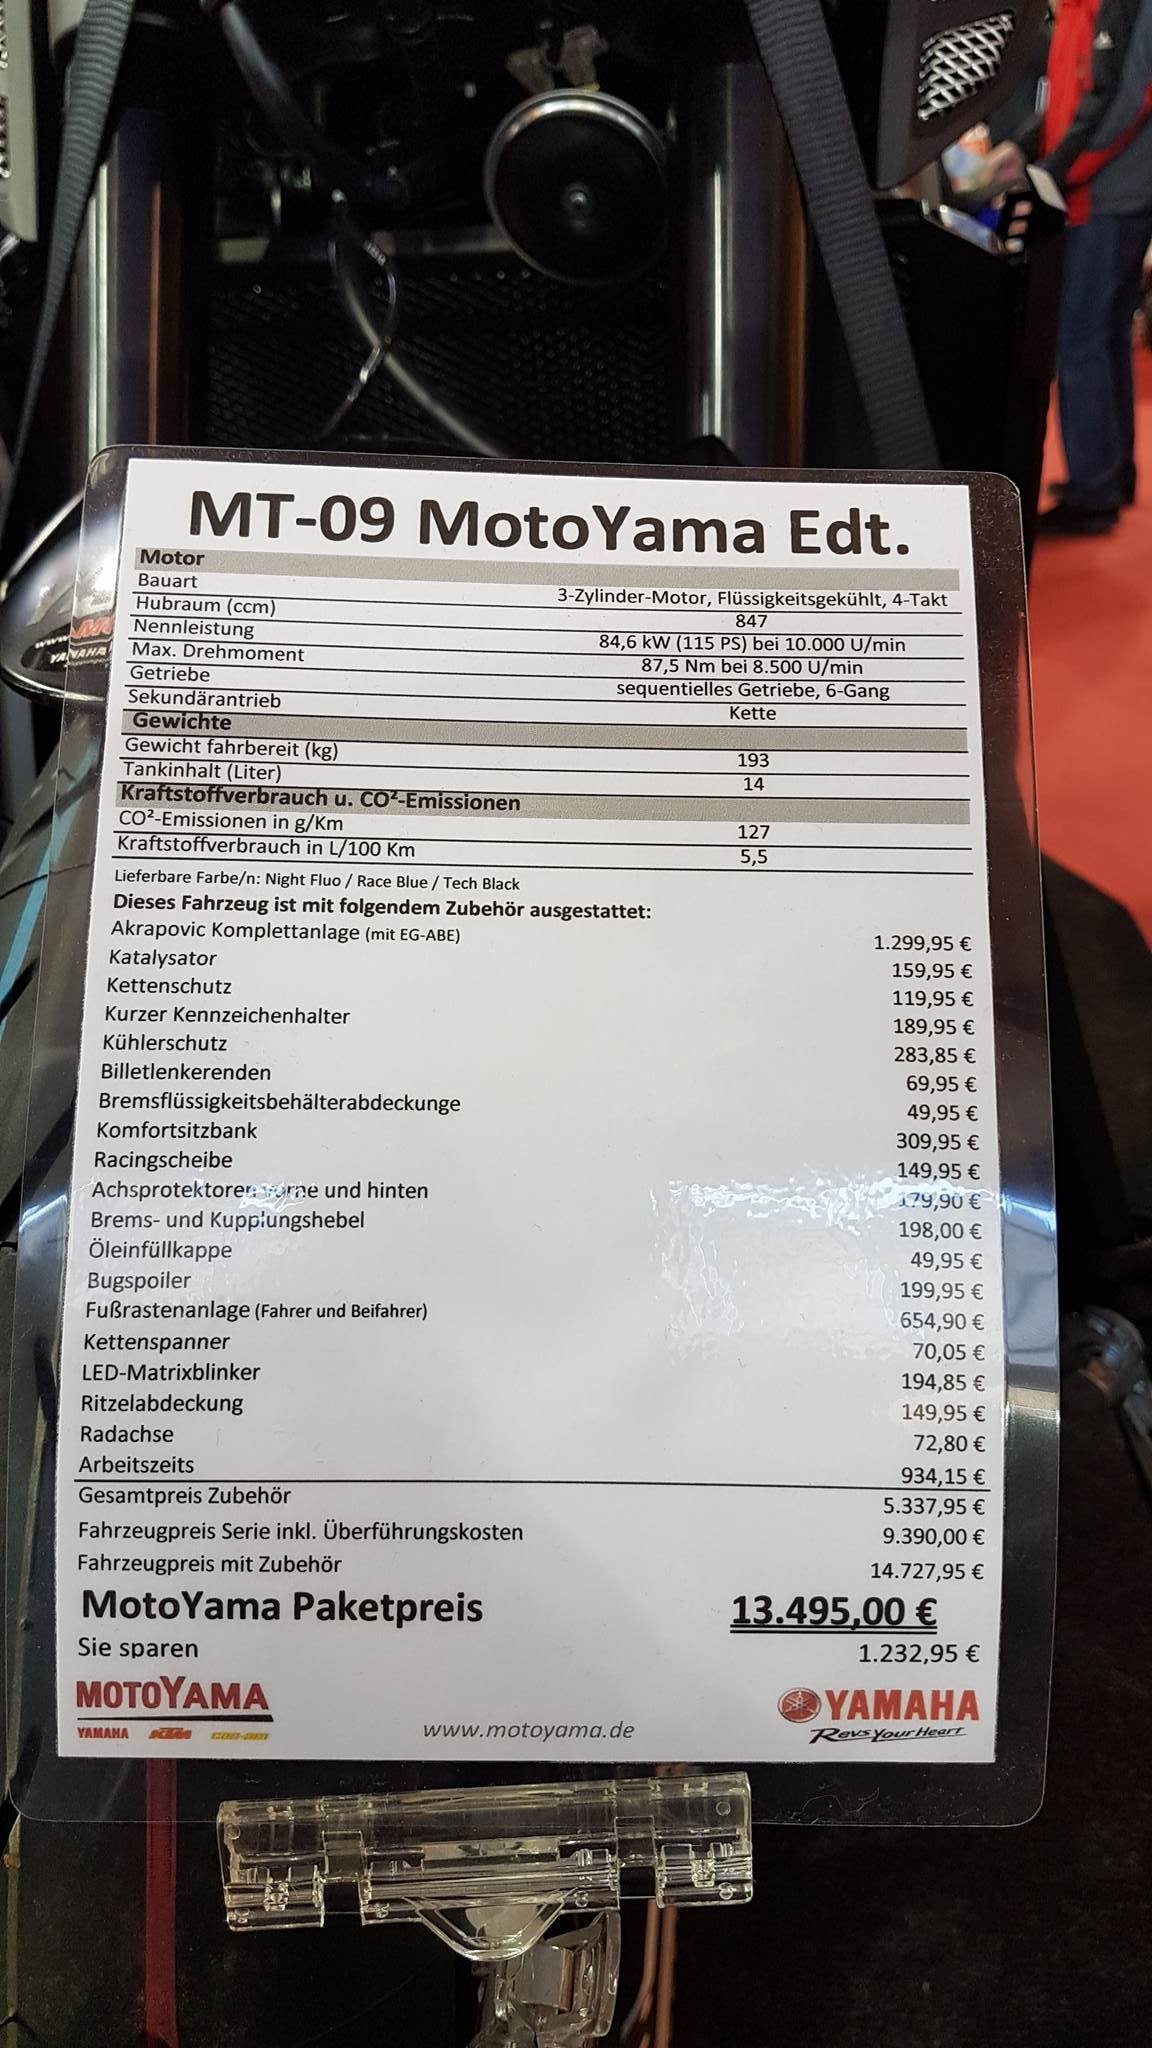 MT-09 MotoYama Edt.
Motor
Bauart 3-Zylinder-Motor, Flüssigkeitsgekühlt, 4-Takt
Hubraum (ccm) 847
Nennleistung 84,6 kW (115 PS) bei 10.000 U/min
Max. Drehmoment 87,5 Nm bei 8.500 U/min
Getriebe sequentielles Getriebe, 6-Gang
Sekundärantrieb Kette
Gewichte
Gewicht fahrbereit (kg) 193
Tankinhalt (Liter) 14
Kraftstoffverbrauch u. CO²-Emissionen
CO²-Emissionen in g/Km 127
Kraftstoffverbrauch in L/100 Km 5,5
Lieferbare Farbe/n: Night Fluo / Race Blue / Tech Black
Dieses Fahrzeug ist mit folgendem Zubehör ausgestattet:
Akrapovic Komplettanlage (mit EG-ABE) 1.299,95 €
Katalysator 159,95 €
Kettenschutz 119,95 €
Kurzer Kennzeichenhalter 189,95 €
Kühlerschutz 283,85 €
Billetlenkerenden 69,95 €
Bremsflüssigkeitsbehälterabdeckunge 49,95 €
Komfortsitzbank 309,95 €
Racingscheibe 149,95 €
Achsprotektoren vorne und hinten 179,90 €
Brems- und Kupplungshebel 198,00 €
Öleinfüllkappe 49,95 €
Bugspoiler 199,95 €
Fußrastenanlage (Fahrer und Beifahrer) 654,90 €
Kettenspanner 70,05 €
LED-Matrixblinker 194,85 €
Ritzelabdeckung 149,95 €
Radachse 72,80 €
Arbeitszeits 934,15 €
Gesamtpreis Zubehör 5.337,95 €
Fahrzeugpreis Serie inkl. Überführungskosten 9.390,00 €
Fahrzeugpreis mit Zubehör 14.727,95 €
MotoYama Paketpreis 13.495,00 €
Sie sparen 1.232,95 €
MOTOYAMA
YAMAHA KTM can-am
www.motoyama.de
YAMAHA
Revs Your Heart